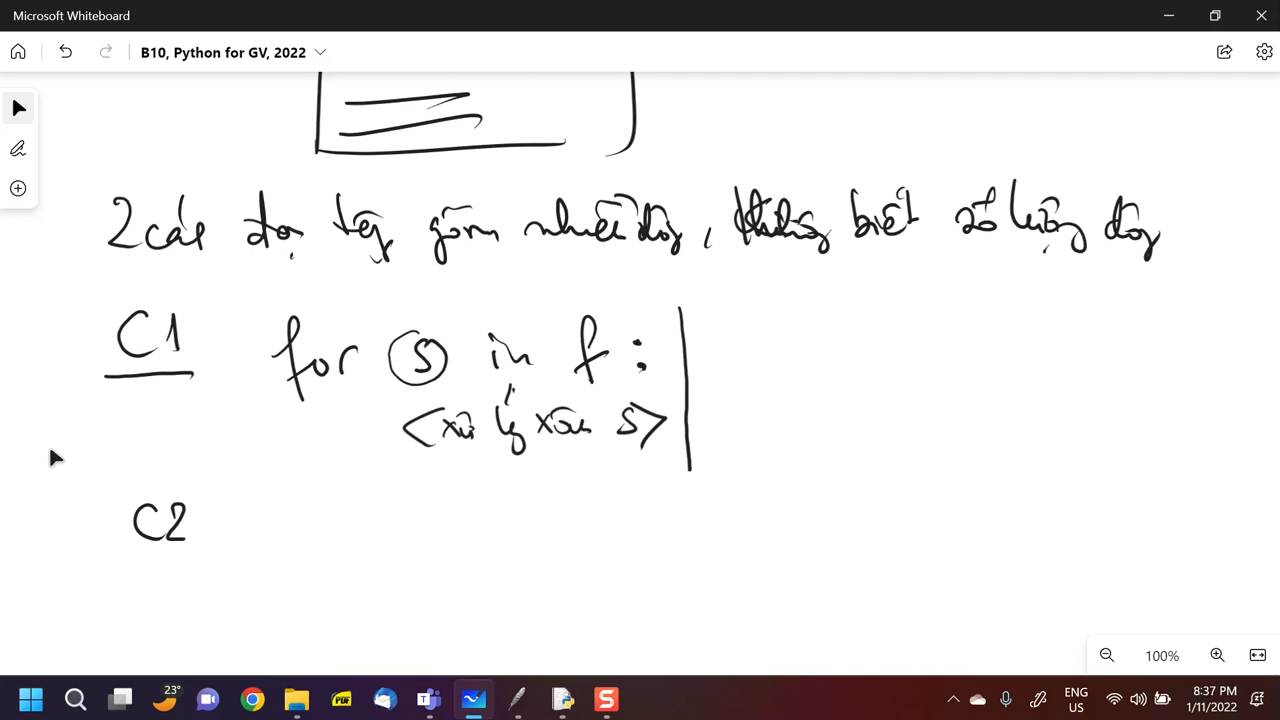 Microsoft Whiteboard
B10, Python for GV, 2022
2 cách đọc tệp gồm nhiều dòng, không biết số lượng dòng
C1 for s in f :
<xử lý xâu s>
C2
100%
23°
PDF
S
ENG
US
8:37 PM
1/11/2022